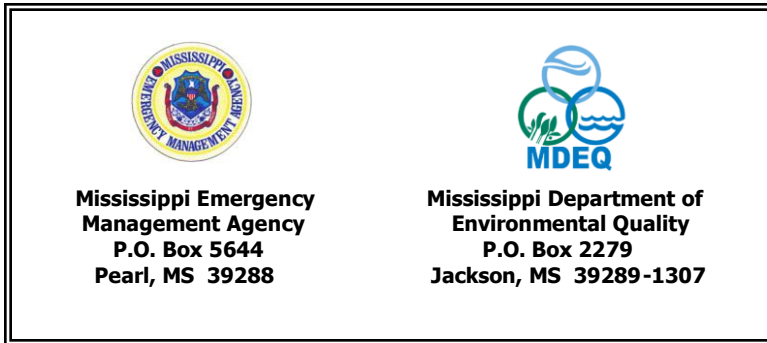 MISSISSIPPI
EMERGENCY MANAGEMENT AGENCY
MDEQ
Mississippi Emergency
Management Agency
P.O. Box 5644
Pearl, MS  39288
Mississippi Department of
Environmental Quality
P.O. Box 2279
Jackson, MS  39289-1307